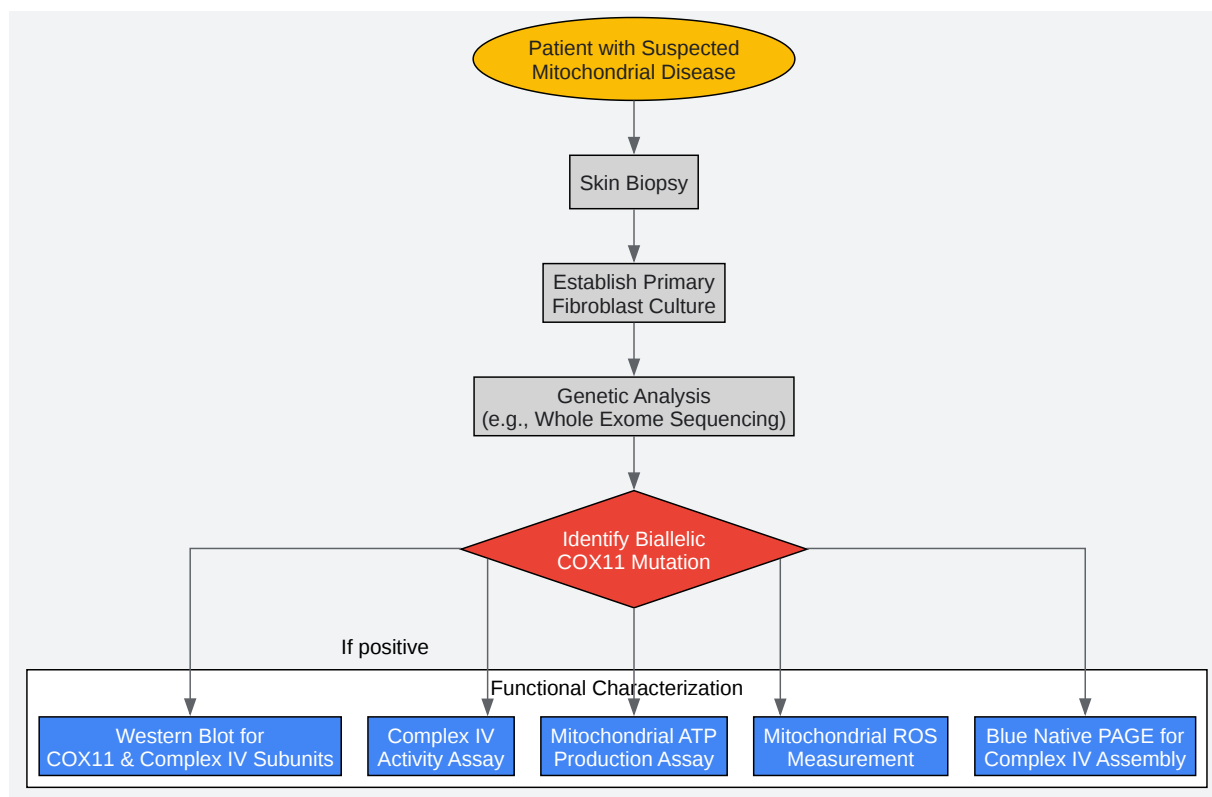 Patient with Suspected
Mitochondrial Disease
Skin Biopsy
Establish Primary
Fibroblast Culture
Genetic Analysis
(e.g., Whole Exome Sequencing)
Identify Biallelic
COX11 Mutation
If positive
Functional Characterization
Western Blot for
COX11 & Complex IV Subunits
Complex IV
Activity Assay
Mitochondrial ATP
Production Assay
Mitochondrial ROS
Measurement
Blue Native PAGE for
Complex IV Assembly